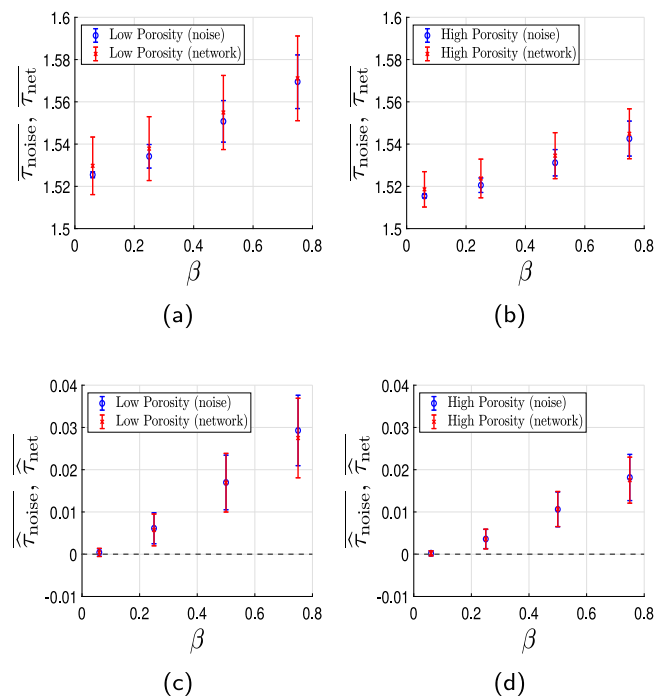 1.6
1.58
1.56
1.54
1.52
1.5
0 0.2 0.4 0.6 0.8
Low Porosity (noise)
Low Porosity (network)
τnoise, τnet
β
(a)
1.6
1.58
1.56
1.54
1.52
1.5
0 0.2 0.4 0.6 0.8
High Porosity (noise)
High Porosity (network)
τnoise, τnet
β
(b)
0.04
0.03
0.02
0.01
0
-0.01
0 0.2 0.4 0.6 0.8
Low Porosity (noise)
Low Porosity (network)
τ̂noise, τ̂net
β
(c)
0.04
0.03
0.02
0.01
0
-0.01
0 0.2 0.4 0.6 0.8
High Porosity (noise)
High Porosity (network)
τ̂noise, τ̂net
β
(d)